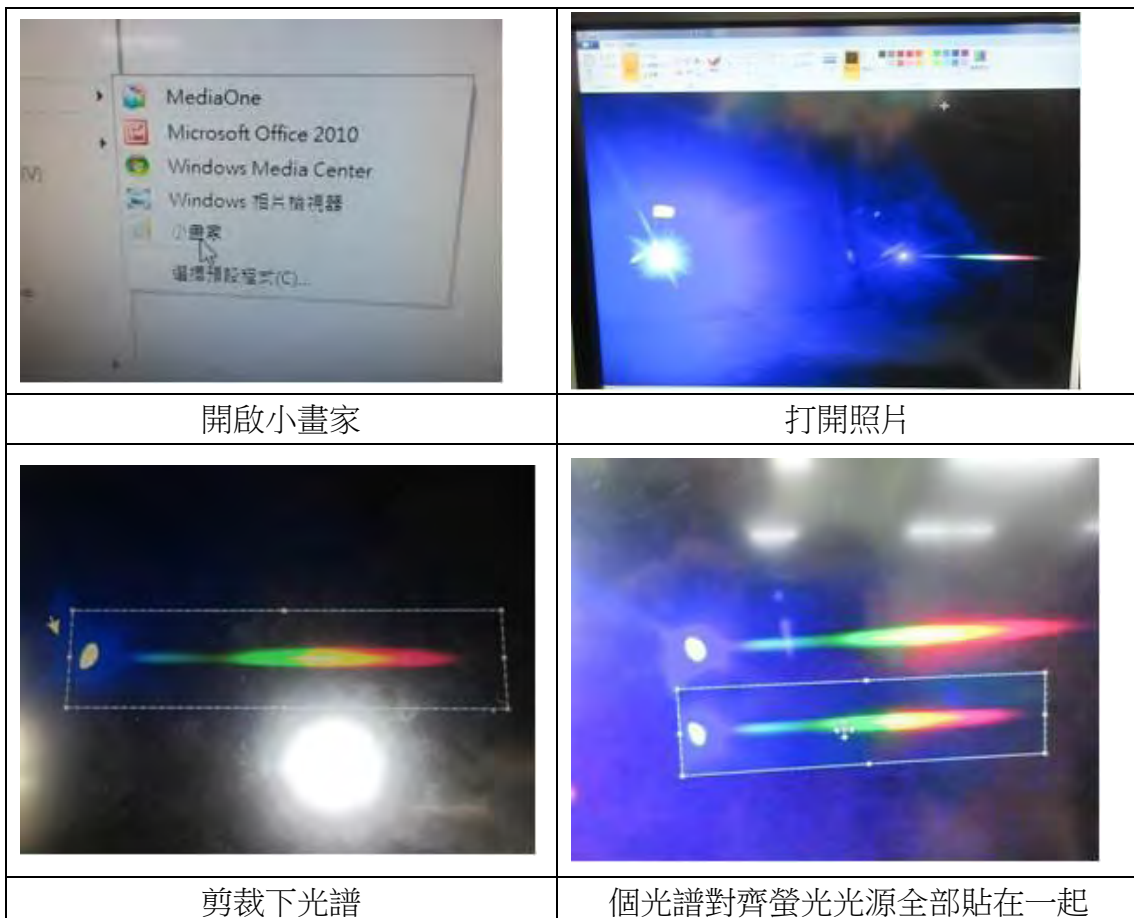 MediaOne
Microsoft Office 2010
Windows Media Center
(V)
Windows 相片檢視器
小畫家
選擇預設程式(C)...
開啟小畫家
打開照片
剪裁下光譜
個光譜對齊螢光光源全部貼在一起